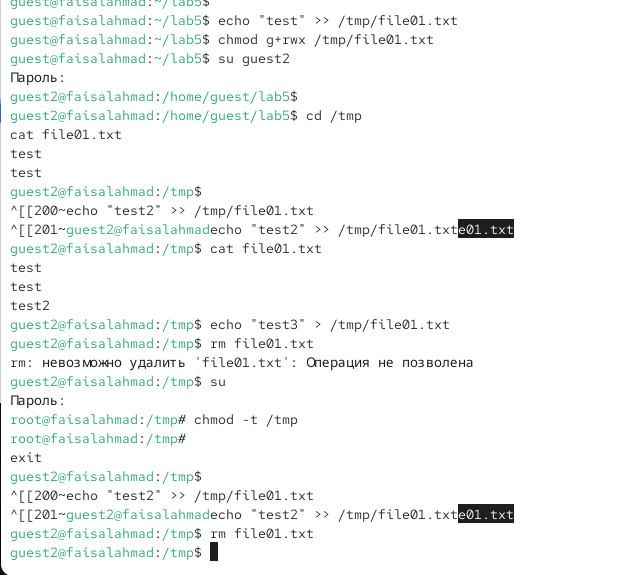 guest@faisalahmad:~/lab5$
guest@faisalahmad:~/lab5$ echo "test" >> /tmp/file01.txt
guest@faisalahmad:~/lab5$ chmod g+rwx /tmp/file01.txt
guest@faisalahmad:~/lab5$ su guest2
Пароль:
guest2@faisalahmad:/home/guest/lab5$
guest2@faisalahmad:/home/guest/lab5$ cd /tmp
cat file01.txt
test
test
guest2@faisalahmad:/tmp$
^[[200~echo "test2" >> /tmp/file01.txt
^[[201~guest2@faisalahmadecho "test2" >> /tmp/file01.txte01.txt
guest2@faisalahmad:/tmp$ cat file01.txt
test
test
test2
guest2@faisalahmad:/tmp$ echo "test3" > /tmp/file01.txt
guest2@faisalahmad:/tmp$ rm file01.txt
rm: невозможно удалить 'file01.txt': Операция не позволена
guest2@faisalahmad:/tmp$ su
Пароль:
root@faisalahmad:/tmp# chmod -t /tmp
root@faisalahmad:/tmp#
exit
guest2@faisalahmad:/tmp$
^[[200~echo "test2" >> /tmp/file01.txt
^[[201~guest2@faisalahmadecho "test2" >> /tmp/file01.txte01.txt
guest2@faisalahmad:/tmp$ rm file01.txt
guest2@faisalahmad:/tmp$